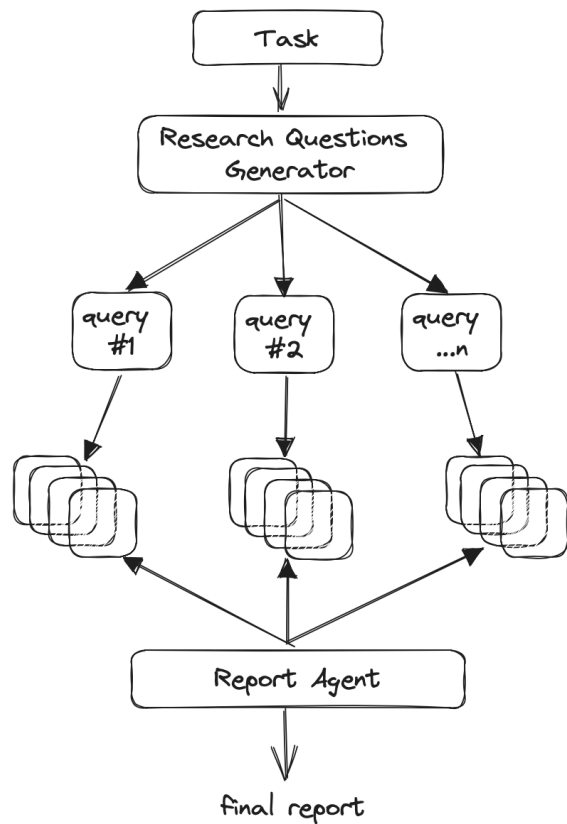 Task
Research Questions
Generator
query
#1
query
#2
query
...n
Report Agent
final report